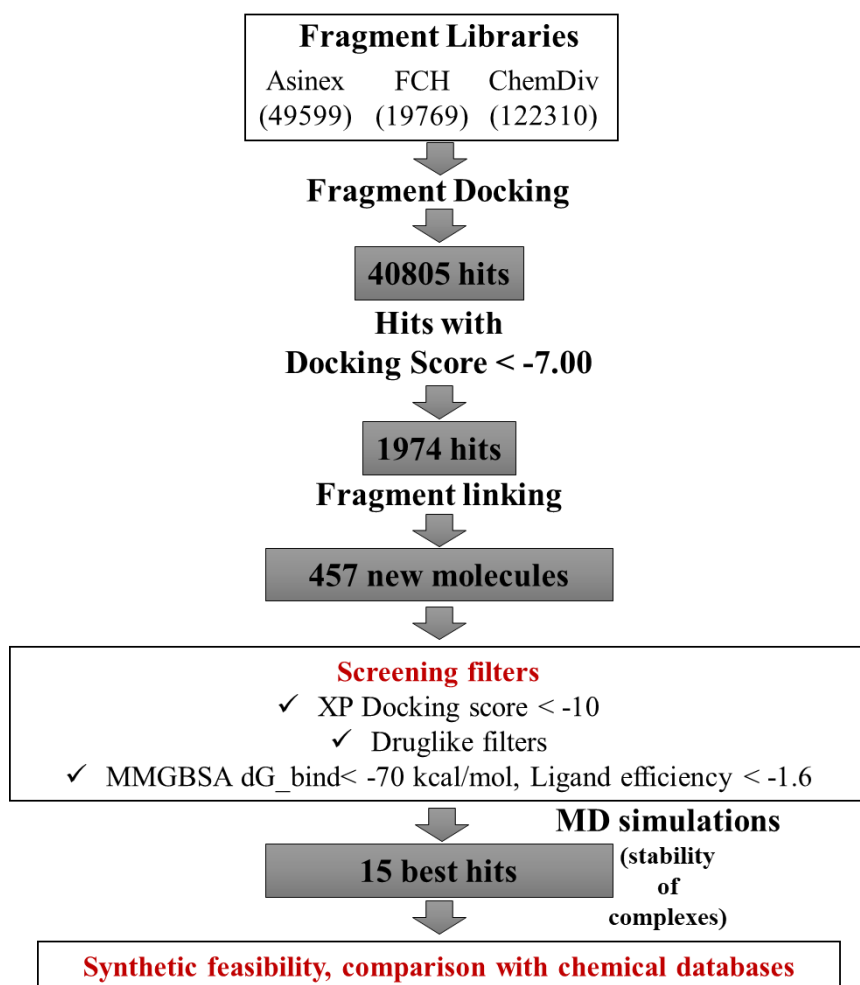 Fragment Libraries
Asinex FCH ChemDiv
(49599) (19769) (122310)
Fragment Docking
40805 hits
Hits with
Docking Score < -7.00
1974 hits
Fragment linking
457 new molecules
Screening filters
✓ XP Docking score < -10
✓ Druglike filters
✓ MMGBSA dG_bind< -70 kcal/mol, Ligand efficiency < -1.6
MD simulations
(stability
of
complexes)
15 best hits
Synthetic feasibility, comparison with chemical databases